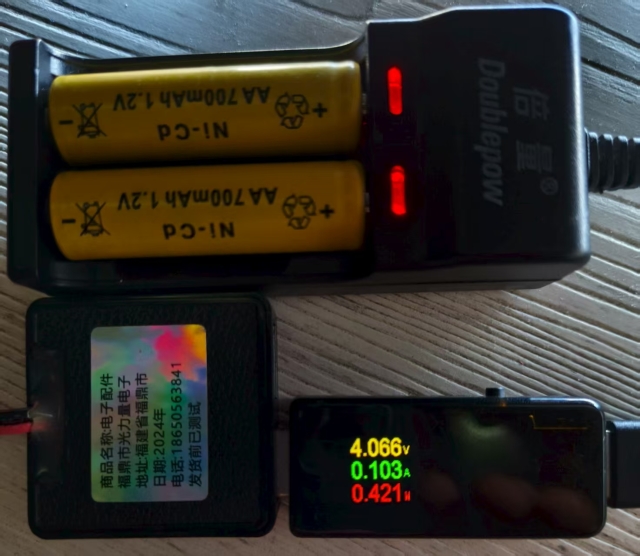 AA 700mAh 1.2V
Ni-Cd
AA 700mAh 1.2V
Ni-Cd
倍量®
Doublepow
商品名称:电子配件
福鼎市光力量电子
地址:福建省福鼎市
日期:2024年
电话:18650563841
发货前已测试
4.066V
0.103A
0.421W